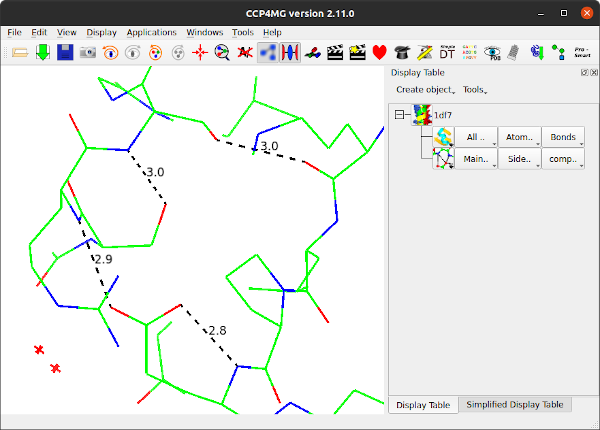 CCP4MG version 2.11.0
File Edit View Display Applications Windows Tools Help
Simple DT
PDB
Pro - Smart
Display Table
Create object.. Tools..
1df7
All .. Atom.. Bonds
Main.. Side.. comp..
3.0
3.0
2.9
2.8
Display Table Simplified Display Table